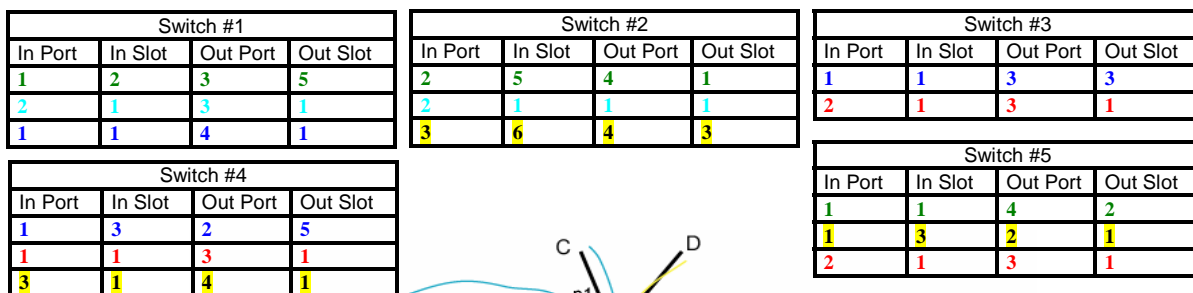 Switch #1
In Port In Slot Out Port Out Slot
1 2 3 5
2 1 3 1
1 1 4 1
Switch #2
In Port In Slot Out Port Out Slot
2 5 4 1
2 1 1 1
3 6 4 3
Switch #3
In Port In Slot Out Port Out Slot
1 1 3 3
2 1 3 1
Switch #4
In Port In Slot Out Port Out Slot
1 3 2 5
1 1 3 1
3 1 4 1
Switch #5
In Port In Slot Out Port Out Slot
1 1 4 2
1 3 2 1
2 1 3 1
C D